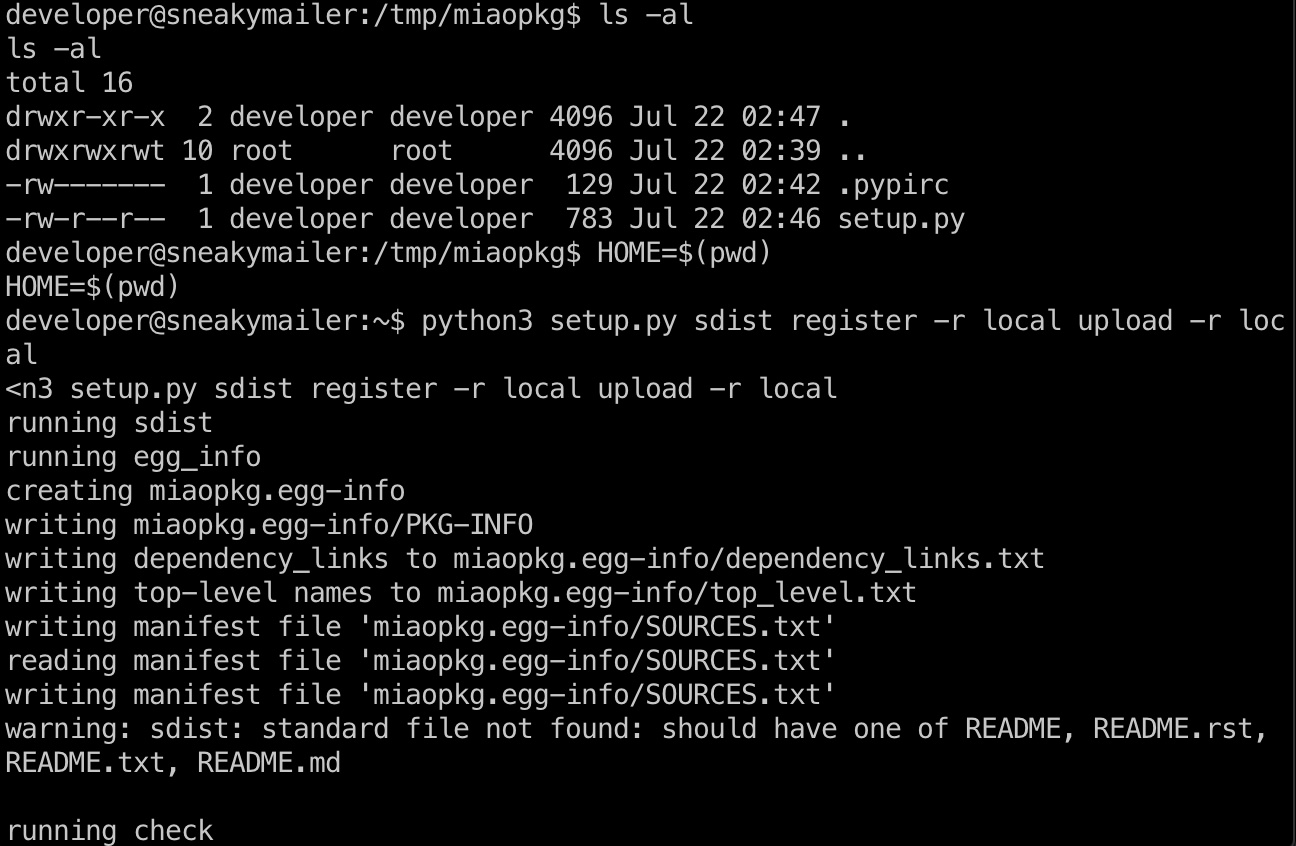 developer@sneakymailer:/tmp/miaopkg$ ls -al
ls -al
total 16
drwxr-xr-x  2 developer developer 4096 Jul 22 02:47 .
drwxrwxrwt 10 root      root      4096 Jul 22 02:39 ..
-rw-------  1 developer developer  129 Jul 22 02:42 .pypirc
-rw-r--r--  1 developer developer  783 Jul 22 02:46 setup.py
developer@sneakymailer:/tmp/miaopkg$ HOME=$(pwd)
HOME=$(pwd)
developer@sneakymailer:~$ python3 setup.py sdist register -r local upload -r loc
al
<n3 setup.py sdist register -r local upload -r local
running sdist
running egg_info
creating miaopkg.egg-info
writing miaopkg.egg-info/PKG-INFO
writing dependency_links to miaopkg.egg-info/dependency_links.txt
writing top-level names to miaopkg.egg-info/top_level.txt
writing manifest file 'miaopkg.egg-info/SOURCES.txt'
reading manifest file 'miaopkg.egg-info/SOURCES.txt'
writing manifest file 'miaopkg.egg-info/SOURCES.txt'
warning: sdist: standard file not found: should have one of README, README.rst,
README.txt, README.md

running check